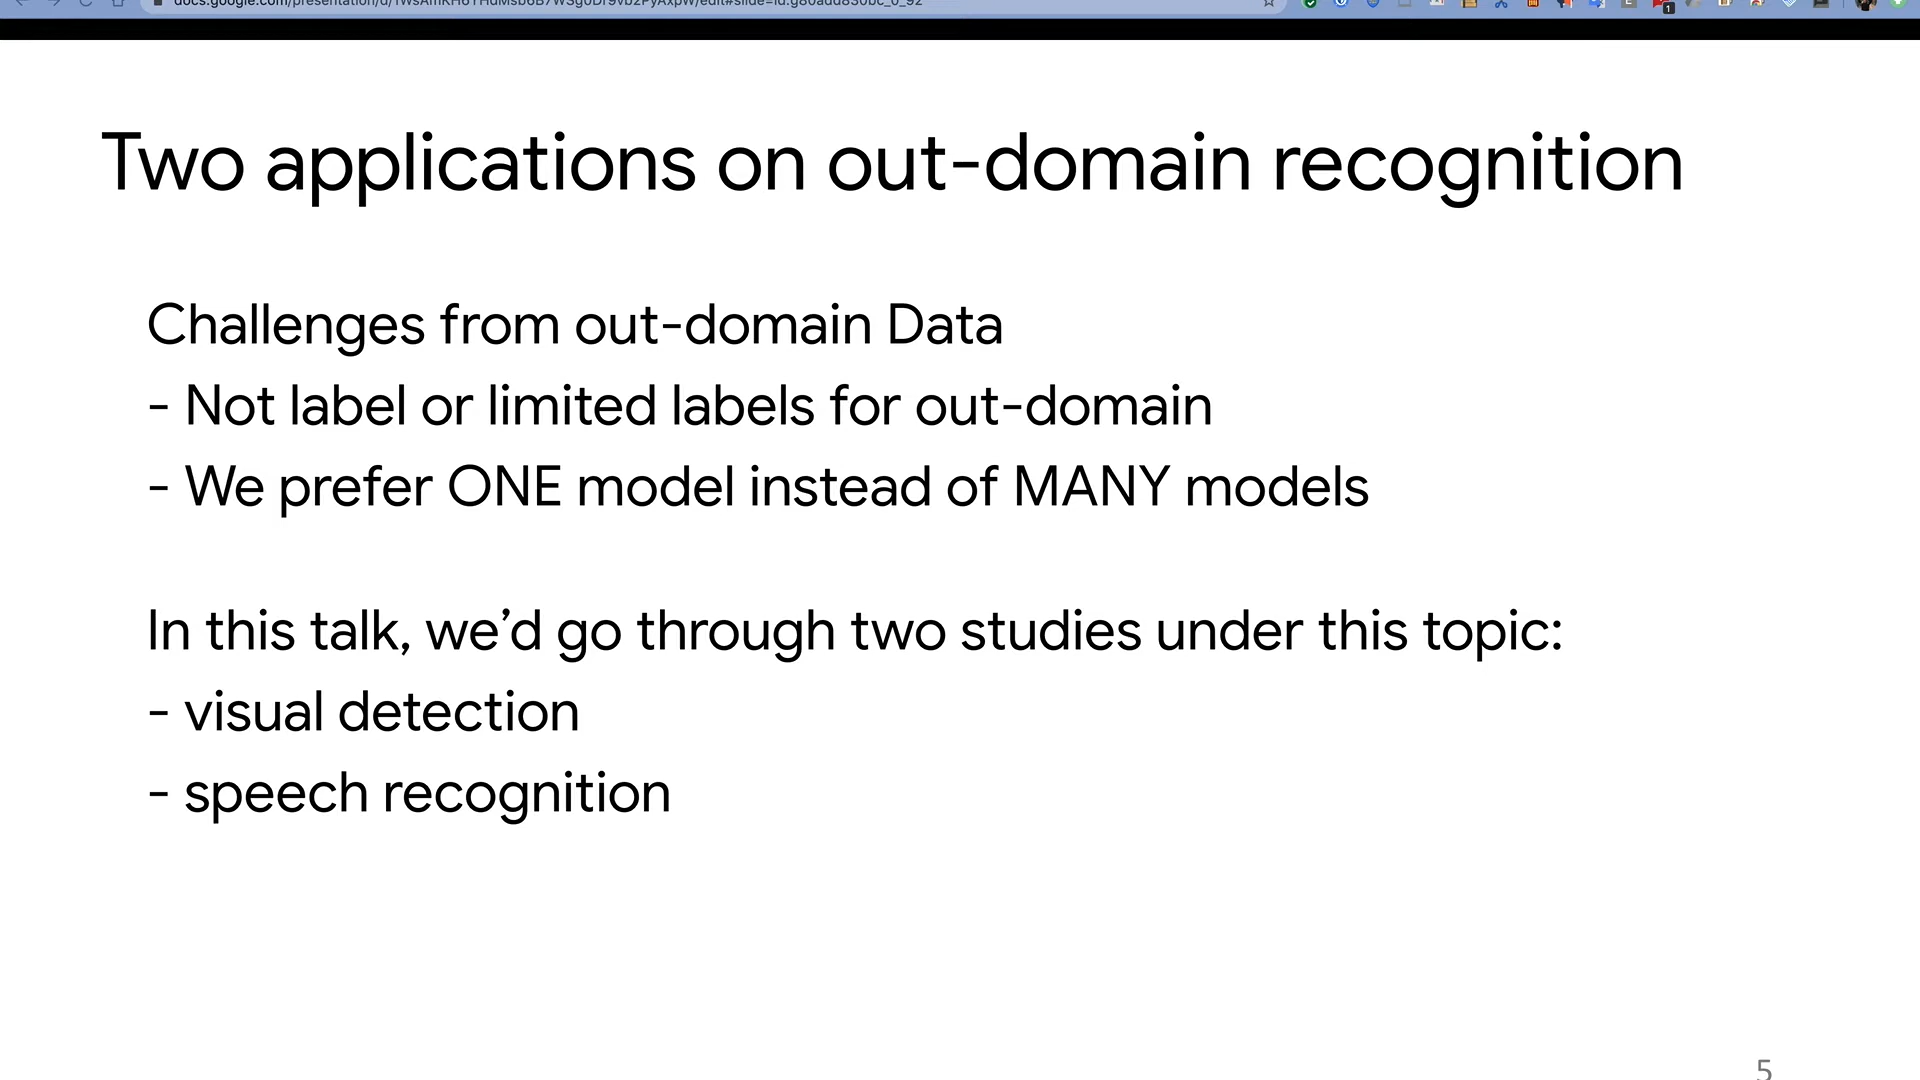 Two applications on out-domain recognition
Challenges from out-domain Data
- Not label or limited labels for out-domain
- We prefer ONE model instead of MANY models
In this talk, we’d go through two studies under this topic:
- visual detection
- speech recognition
5